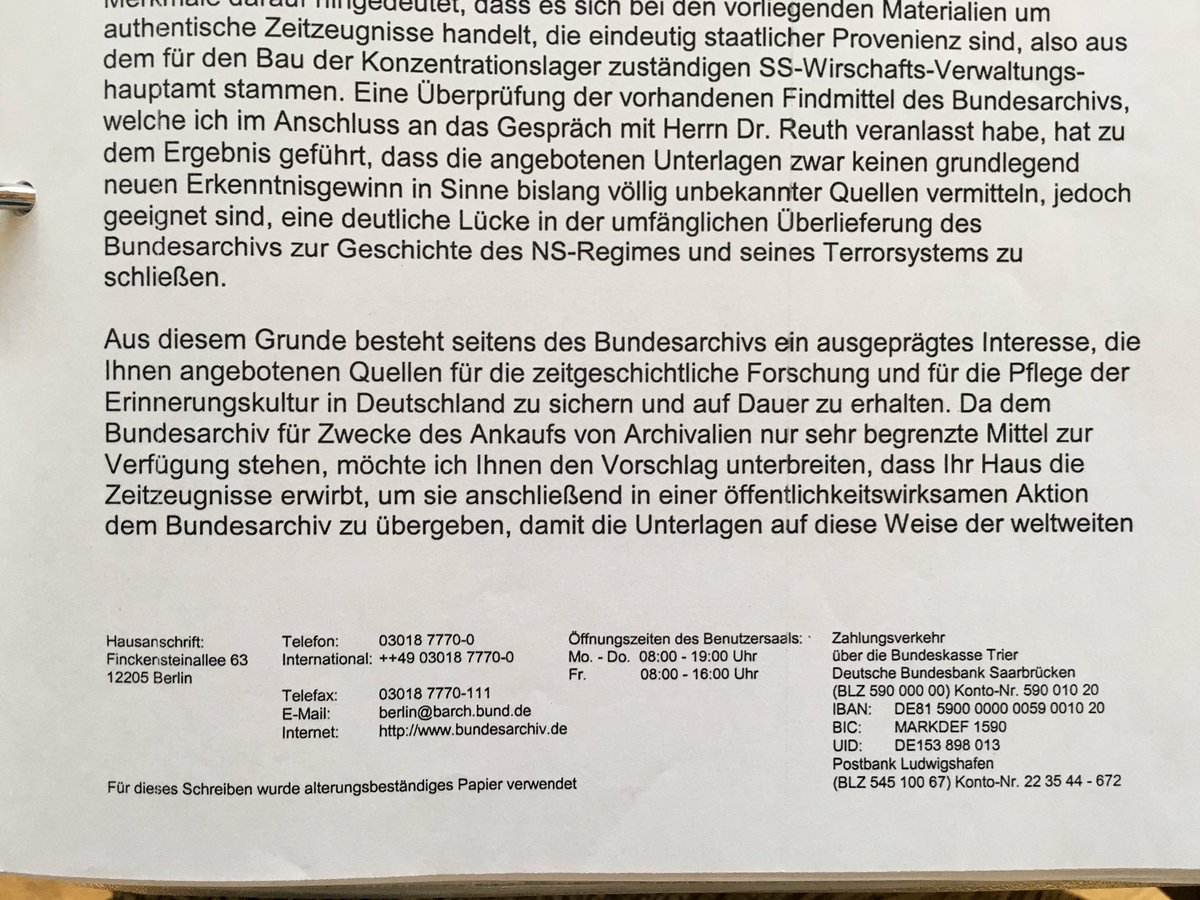 Merkmale darauf hingedeutet, dass es sich bei den vorliegenden Materialien um
authentische Zeitzeugnisse handelt, die eindeutig staatlicher Provenienz sind, also aus
dem für den Bau der Konzentrationslager zuständigen SS-Wirschafts-Verwaltungs-
hauptamt stammen. Eine Überprüfung der vorhandenen Findmittel des Bundesarchivs,
welche ich im Anschluss an das Gespräch mit Herrn Dr. Reuth veranlasst habe, hat zu
dem Ergebnis geführt, dass die angebotenen Unterlagen zwar keinen grundlegend
neuen Erkenntnisgewinn in Sinne bislang völlig unbekannter Quellen vermitteln, jedoch
geeignet sind, eine deutliche Lücke in der umfänglichen Überlieferung des
Bundesarchivs zur Geschichte des NS-Regimes und seines Terrorsystems zu
schließen.
Aus diesem Grunde besteht seitens des Bundesarchivs ein ausgeprägtes Interesse, die
Ihnen angebotenen Quellen für die zeitgeschichtliche Forschung und für die Pflege der
Erinnerungskultur in Deutschland zu sichern und auf Dauer zu erhalten. Da dem
Bundesarchiv für Zwecke des Ankaufs von Archivalien nur sehr begrenzte Mittel zur
Verfügung stehen, möchte ich Ihnen den Vorschlag unterbreiten, dass Ihr Haus die
Zeitzeugnisse erwirbt, um sie anschließend in einer öffentlichkeitswirksamen Aktion
dem Bundesarchiv zu übergeben, damit die Unterlagen auf diese Weise der weltweiten
Hausanschrift:
Finckensteinallee 63
12205 Berlin
Telefon: 03018 7770-0
International: ++49 03018 7770-0
Telefax: 03018 7770-111
E-Mail: berlin@barch.bund.de
Internet: http://www.bundesarchiv.de
Öffnungszeiten des Benutzersaals:
Mo. - Do. 08:00 - 19:00 Uhr
Fr. 08:00 - 16:00 Uhr
Zahlungsverkehr
über die Bundeskasse Trier
Deutsche Bundesbank Saarbrücken
(BLZ 590 000 00) Konto-Nr. 590 010 20
IBAN: DE81 5900 0000 0059 0010 20
BIC: MARKDEF 1590
UID: DE153 898 013
Postbank Ludwigshafen
(BLZ 545 100 67) Konto-Nr. 22 35 44 - 672
Für dieses Schreiben wurde alterungsbeständiges Papier verwendet